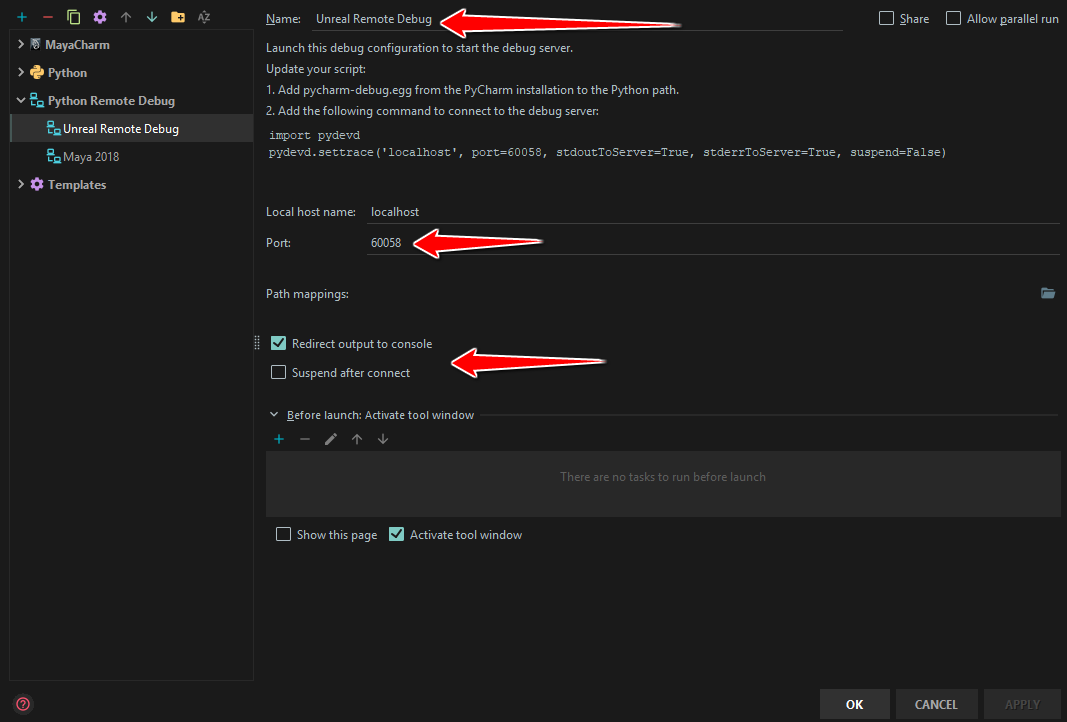 Name: Unreal Remote Debug
Share
Allow parallel run
MayaCharm
Python
Python Remote Debug
Unreal Remote Debug
Maya 2018
Templates
Launch this debug configuration to start the debug server.
Update your script:
1. Add pycharm-debug.egg from the PyCharm installation to the Python path.
2. Add the following command to connect to the debug server:
import pydevd
pydevd.settrace('localhost', port=60058, stdoutToServer=True, stderrToServer=True, suspend=False)
Local host name: localhost
Port: 60058
Path mappings:
Redirect output to console
Suspend after connect
Before launch: Activate tool window
There are no tasks to run before launch
Show this page
Activate tool window
OK
CANCEL
APPLY